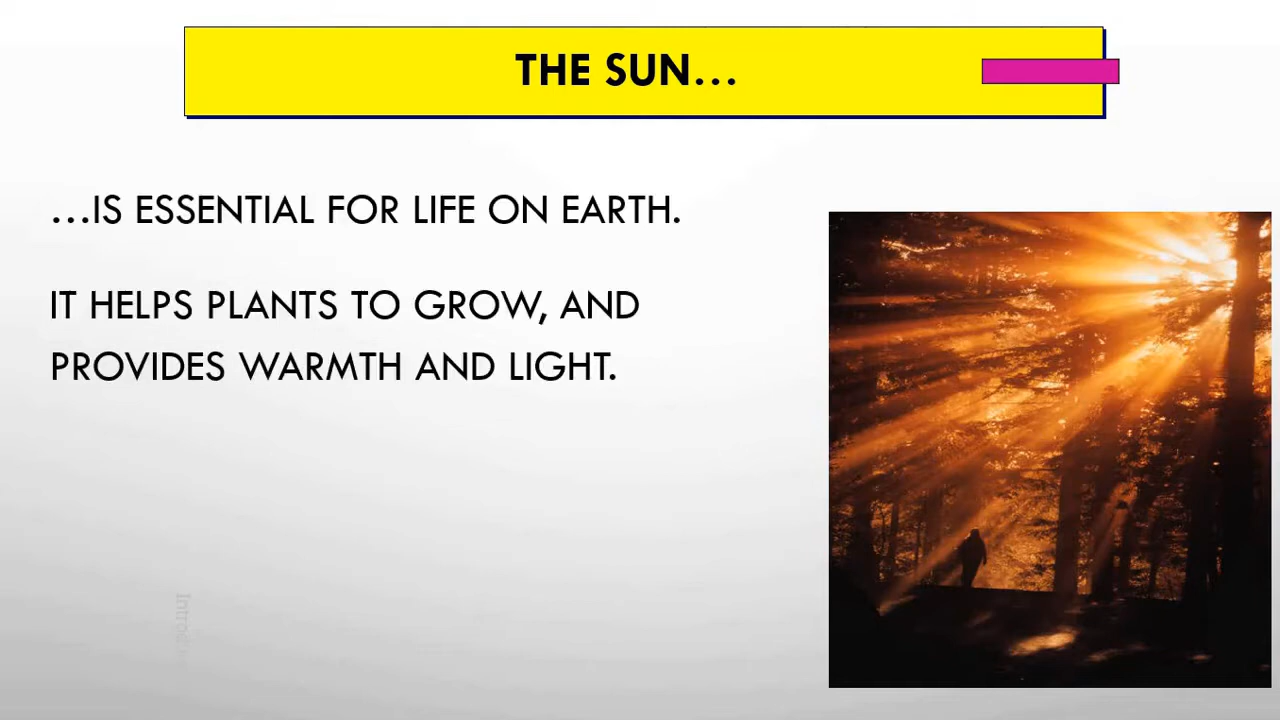 THE SUN...
...IS ESSENTIAL FOR LIFE ON EARTH.
IT HELPS PLANTS TO GROW, AND
PROVIDES WARMTH AND LIGHT.